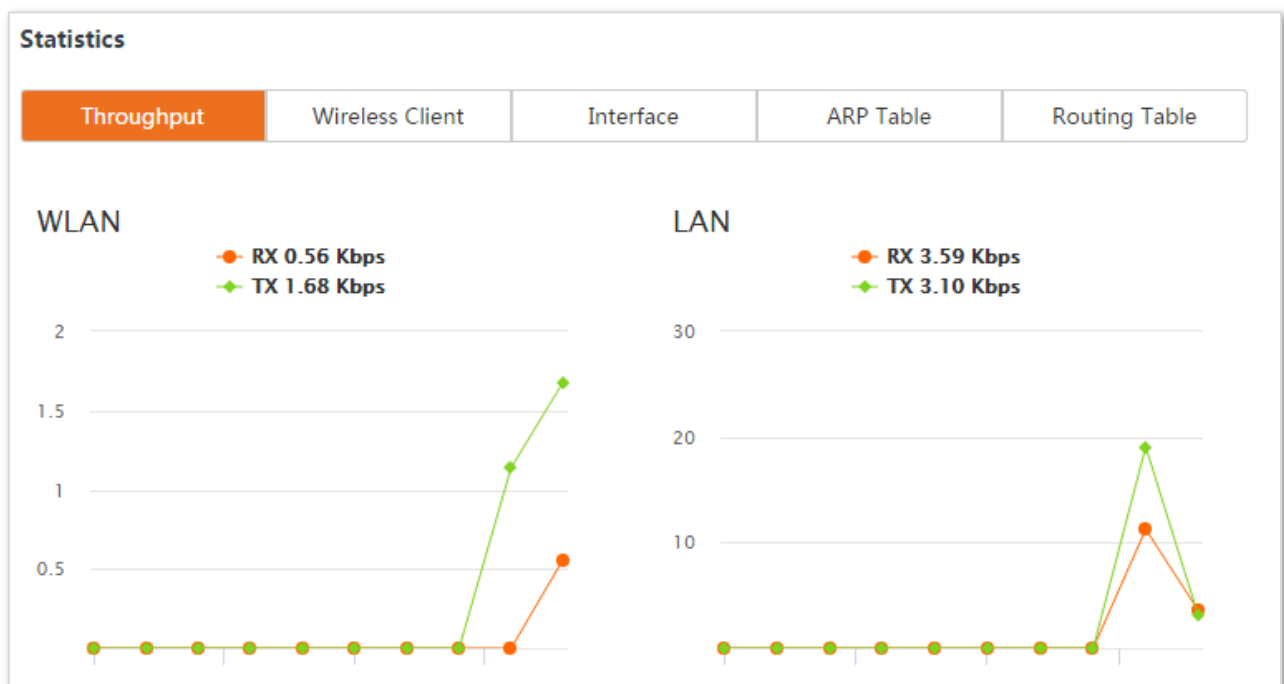 Statistics
Throughput Wireless Client Interface ARP Table Routing Table
WLAN
RX 0.56 Kbps
TX 1.68 Kbps
2
1.5
1
0.5
LAN
RX 3.59 Kbps
TX 3.10 Kbps
30
20
10